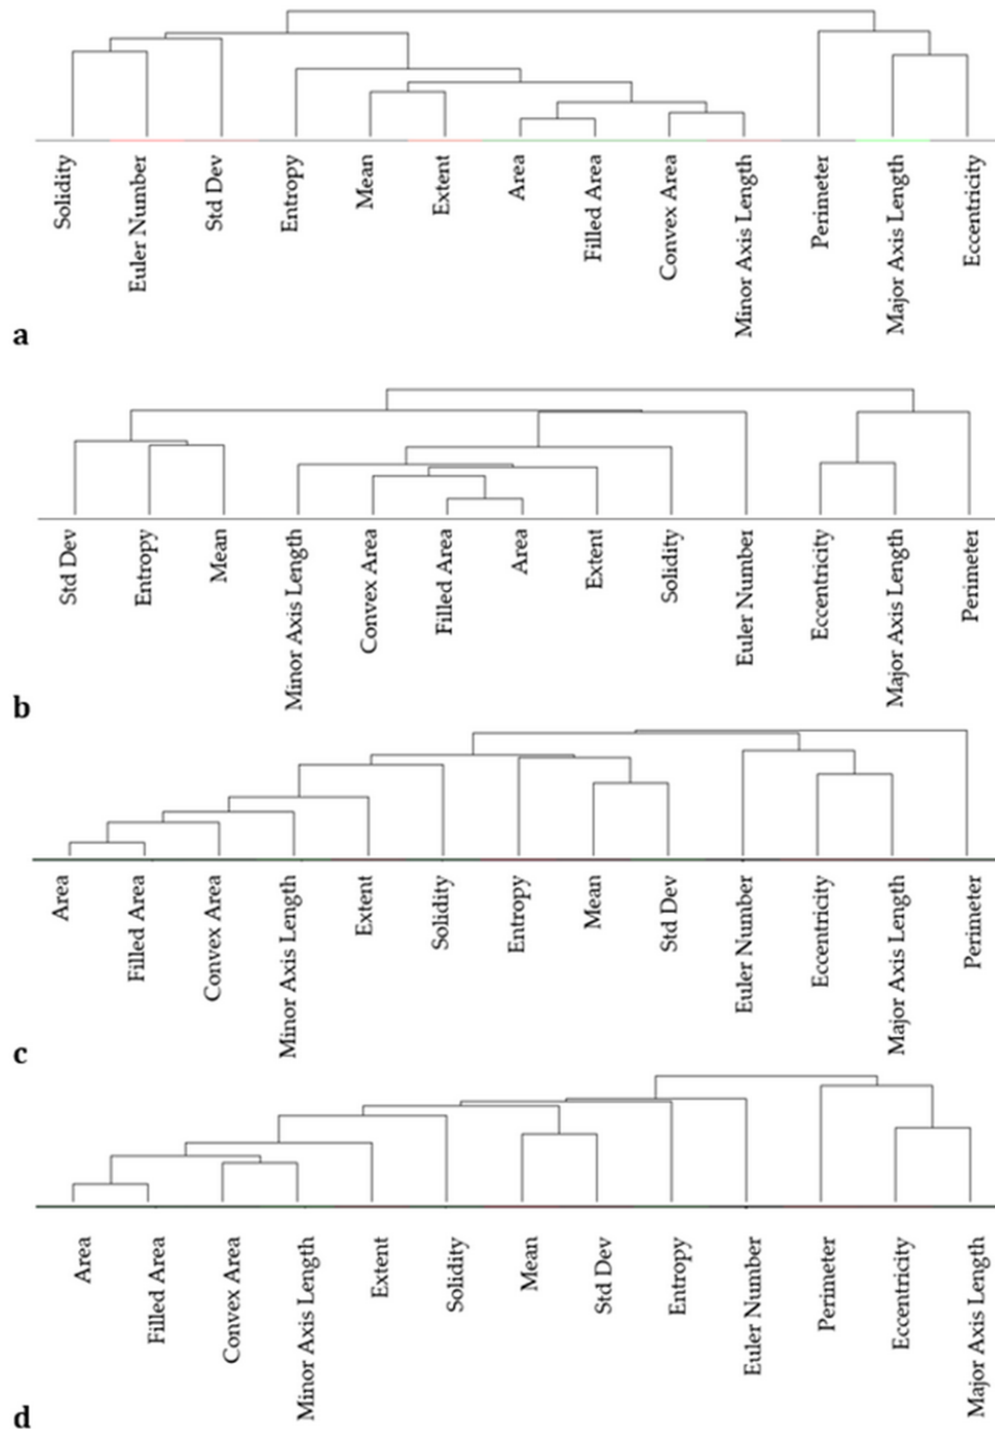 Solidity
Euler Number
Std Dev
Entropy
Mean
Extent
Area
Filled Area
Convex Area
Minor Axis Length
Perimeter
Major Axis Length
Eccentricity
a
Std Dev
Entropy
Mean
Minor Axis Length
Convex Area
Filled Area
Area
Extent
Solidity
Euler Number
Eccentricity
Major Axis Length
Perimeter
b
Area
Filled Area
Convex Area
Minor Axis Length
Extent
Solidity
Entropy
Mean
Std Dev
Euler Number
Eccentricity
Major Axis Length
Perimeter
c
Area
Filled Area
Convex Area
Minor Axis Length
Extent
Solidity
Mean
Std Dev
Entropy
Euler Number
Perimeter
Eccentricity
Major Axis Length
d